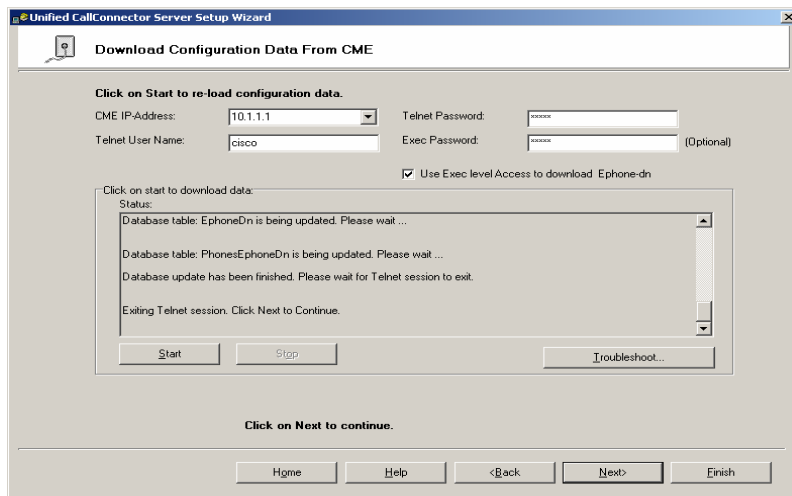 Unified CallConnector Server Setup Wizard
Download Configuration Data From CME
Click on Start to re-load configuration data.
CME IP-Address: 10.1.1.1 Telnet Password: xxxxx
Telnet User Name: cisco Exec Password: xxxxx (Optional)
Use Exec level Access to download Ephone-dn
Click on start to download data:
Status:
Database table: EphoneDn is being updated. Please wait ...
Database table: PhonesEphoneDn is being updated. Please wait ...
Database update has been finished. Please wait for Telnet session to exit.
Exiting Telnet session. Click Next to Continue.
Start Stop Troubleshoot...
Click on Next to continue.
Home Help <Back Next> Finish